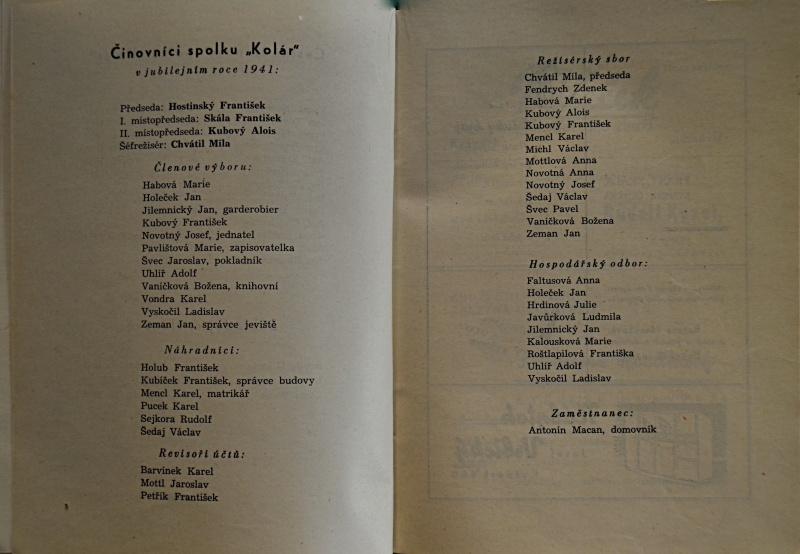 Činovníci spolku „Kolár"
v jubilejním roce 1941:
Předseda: Hostinský František
I. místopředseda: Skála František
II. místopředseda: Kubový Alois
Šéfrežisér: Chvátil Míla
Členové výboru:
Habová Marie
Holeček Jan
Jilemnický Jan, garderobier
Kubový František
Novotný Josef, jednatel
Pavlištová Marie, zapisovatelka
Švec Jaroslav, pokladník
Uhlíř Adolf
Vaníčková Božena, knihovní
Vondra Karel
Vyskočil Ladislav
Zeman Jan, správce jeviště
Náhradníci:
Holub František
Kubíček František, správce budovy
Mencl Karel, matrikář
Pucek Karel
Sejkora Rudolf
Šedaj Václav
Revisoři účtů:
Barvínek Karel
Mottl Jaroslav
Petřík František
Režisérský sbor
Chvátil Míla, předseda
Fendrych Zdenek
Habová Marie
Kubový Alois
Kubový František
Mencl Karel
Michl Václav
Mottlová Anna
Novotná Anna
Novotný Josef
Šedaj Václav
Švec Pavel
Vaníčková Božena
Zeman Jan
Hospodářský odbor:
Faltusová Anna
Holeček Jan
Hrdinová Julie
Javůrková Ludmila
Jilemnický Jan
Kalousková Marie
Roštlapilová Františka
Uhlíř Adolf
Vyskočil Ladislav
Zaměstnanec:
Antonín Macan, domovník